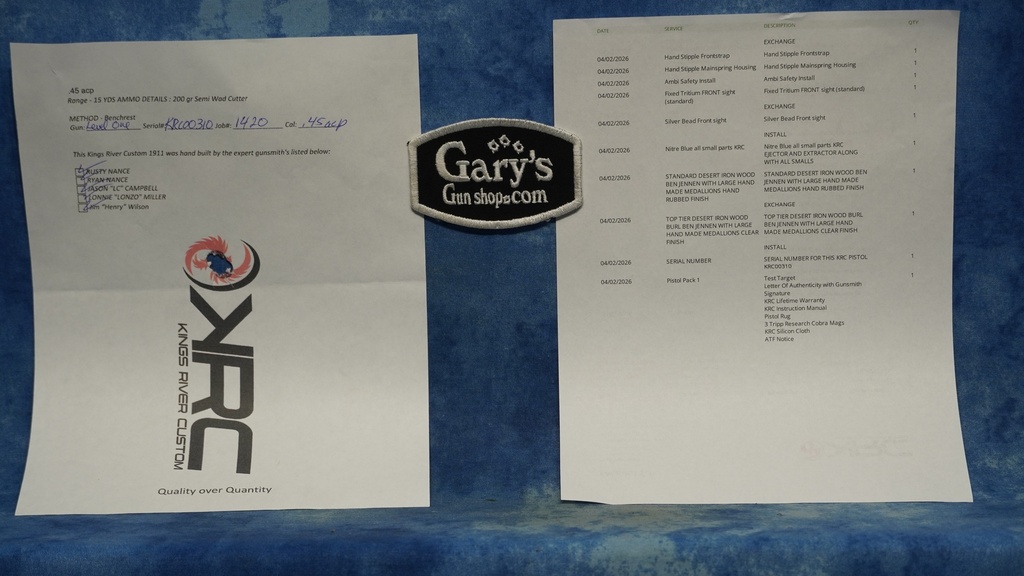 .45 acp
Range - 15 YDS AMMO DETAILS : 200 gr Semi Wad Cutter
METHOD - Benchrest
Gun: Level One Serial# KRC00310 Job#: 1420 Cal: .45acp
This Kings River Custom 1911 was hand built by the expert gunsmith's listed below:
RUSTY NANCE
RYAN NANCE
JASON "LC" CAMPBELL
LONNIE "LONZO" MILLER
Jim "Henry" Wilson
KRC
KINGS RIVER CUSTOM
Quality over Quantity
Gary's
Gun shop.com
DATE SERVICE DESCRIPTION QTY
EXCHANGE
04/02/2026 Hand Stipple Frontstrap Hand Stipple Frontstrap 1
04/02/2026 Hand Stipple Mainspring Housing Hand Stipple Mainspring Housing 1
04/02/2026 Ambi Safety Install Ambi Safety Install 1
04/02/2026 Fixed Tritium FRONT sight Fixed Tritium FRONT sight (standard) 1
(standard)
EXCHANGE
04/02/2026 Silver Bead Front sight Silver Bead Front sight 1
INSTALL
04/02/2026 Nitre Blue all small parts KRC Nitre Blue all small parts KRC 1
EJECTOR AND EXTRACTOR ALONG
WITH ALL SMALLS
04/02/2026 STANDARD DESERT IRON WOOD STANDARD DESERT IRON WOOD 1
BEN JENNEN WITH LARGE HAND BEN JENNEN WITH LARGE HAND MADE
MADE MEDALLIONS HAND MEDALLIONS HAND RUBBED FINISH
RUBBED FINISH
EXCHANGE
04/02/2026 TOP TIER DESERT IRON WOOD TOP TIER DESERT IRON WOOD BURL 1
BURL BEN JENNEN WITH LARGE BEN JENNEN WITH LARGE HAND
HAND MADE MEDALLIONS CLEAR MADE MEDALLIONS CLEAR FINISH
FINISH
INSTALL
04/02/2026 SERIAL NUMBER SERIAL NUMBER FOR THIS KRC PISTOL 1
KRC00310
04/02/2026 Pistol Pack 1 Test Target 1
Letter Of Authenticity with Gunsmith
Signature
KRC Lifetime Warranty
KRC Instruction Manual
Pistol Rug
3 Tripp Research Cobra Mags
KRC Silicon Cloth
ATF Notice